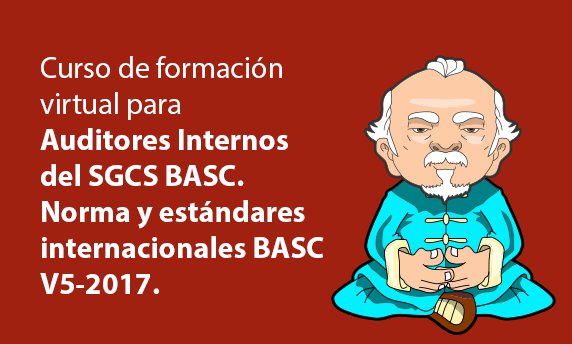 Curso de formación
virtual para
Auditores Internos
del SGCS BASC.
Norma y estándares
internacionales BASC
V5-2017.